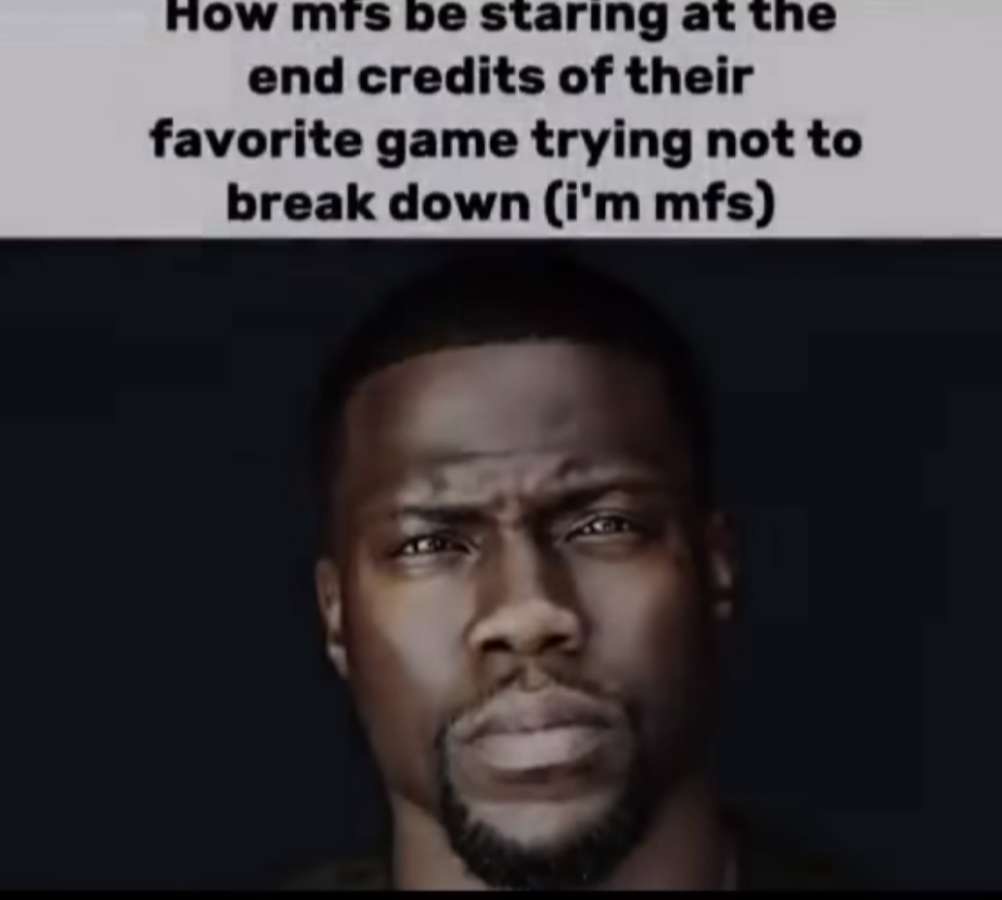 How mfs be staring at the
end credits of their
favorite game trying not to
break down (i'm mfs)